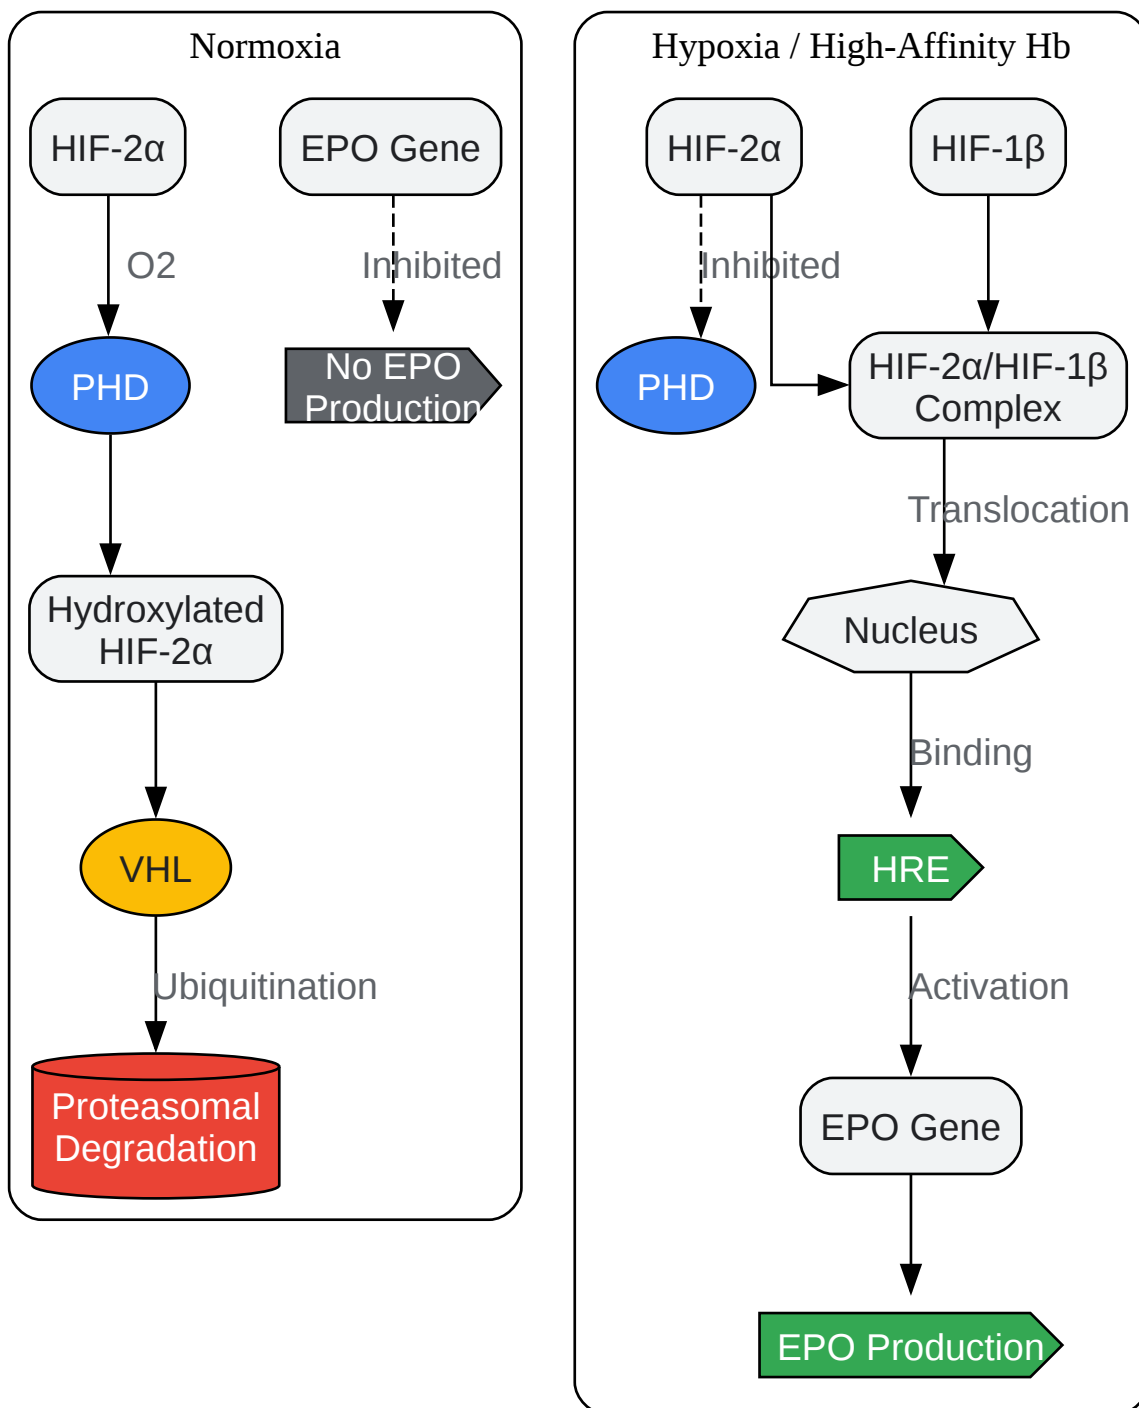 Normoxia
HIF-2α
EPO Gene
O2
Inhibited
PHD
No EPO
Production
Hydroxylated
HIF-2α
VHL
Ubiquitination
Proteasomal
Degradation
Hypoxia / High-Affinity Hb
HIF-2α
HIF-1β
Inhibited
PHD
HIF-2α/HIF-1β
Complex
Translocation
Nucleus
Binding
HRE
Activation
EPO Gene
EPO Production